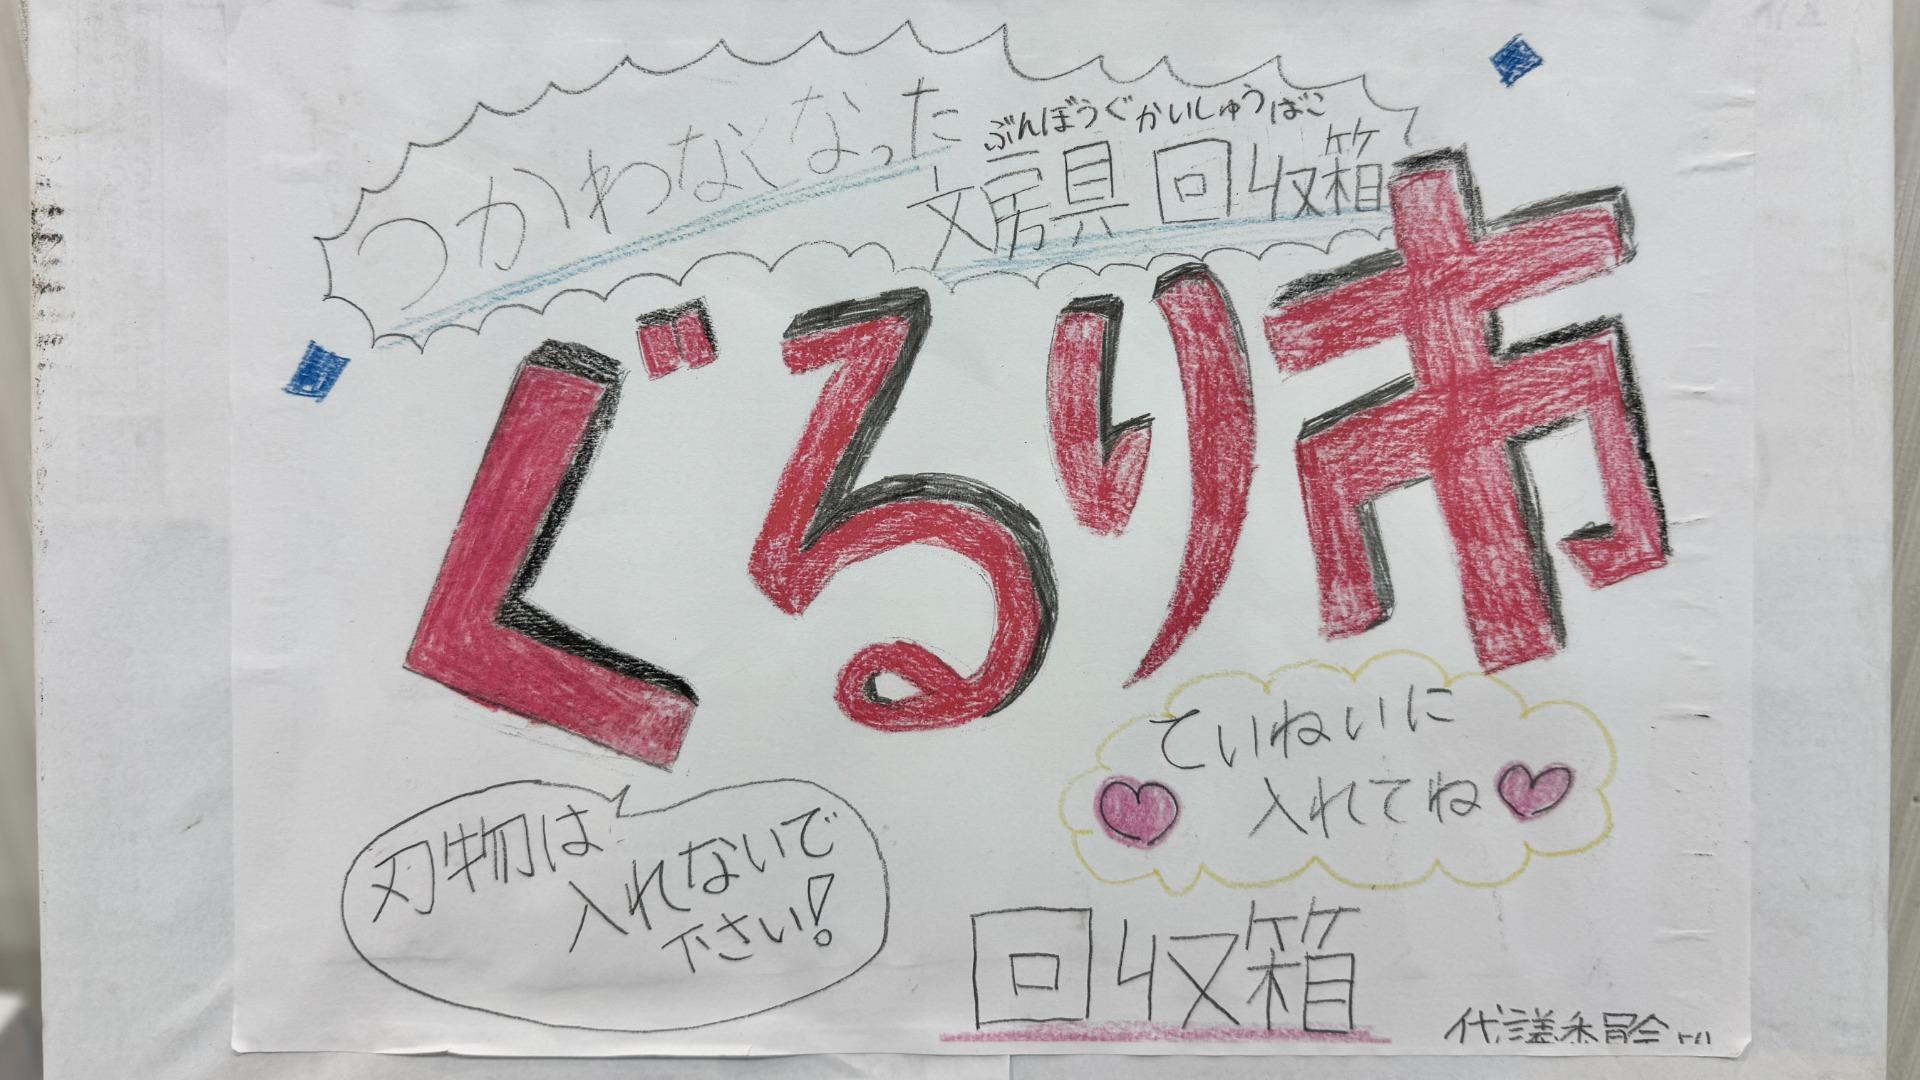 つかわなくなった
ぶんぼうぐかいしゅうばこ
文房具回収箱
ぐるり市
ていねいに
入れてね
刃物は
入れないで
下さい!
回収箱
代議委員会より